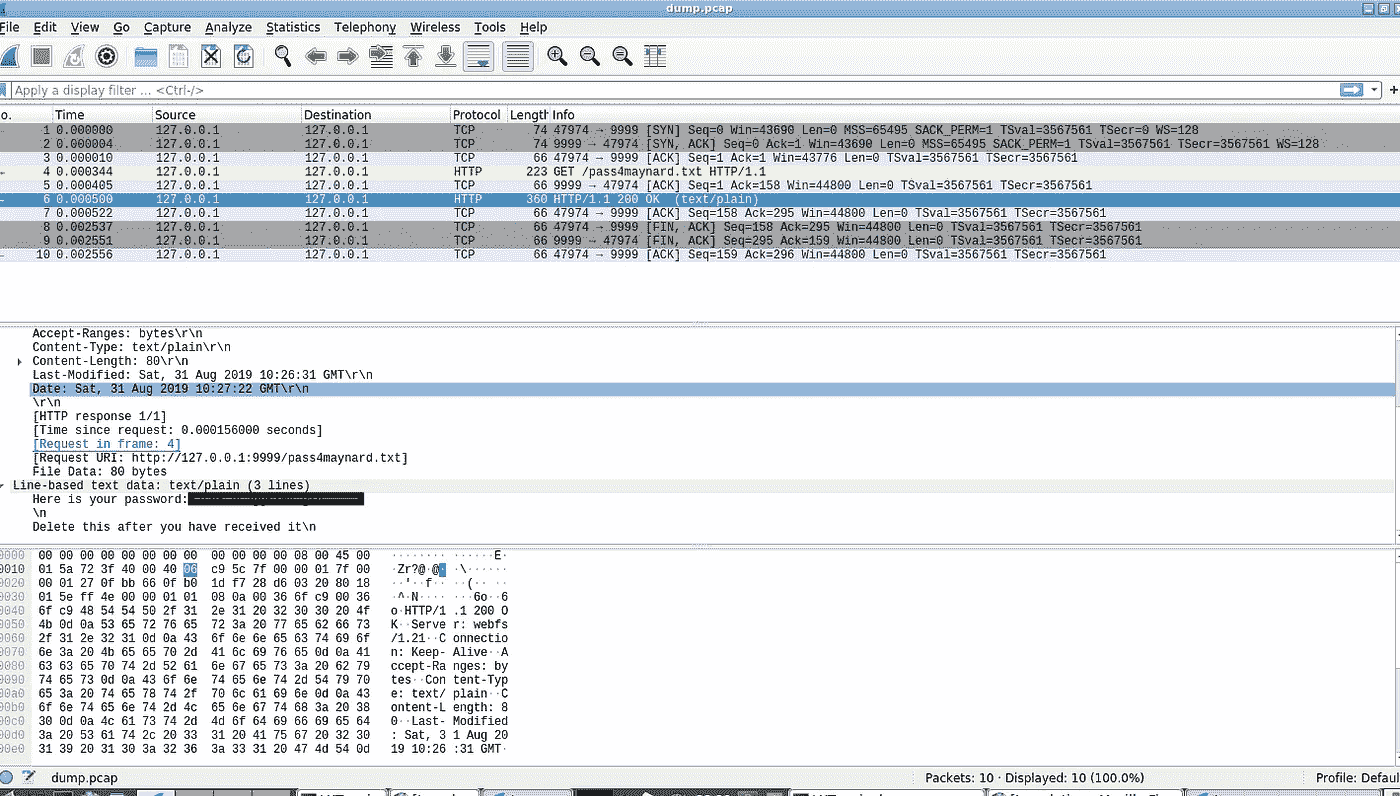 dump.pcap
File Edit View Go Capture Analyze Statistics Telephony Wireless Tools Help
Apply a display filter ... <Ctrl-/>
o. Time Source Destination Protocol Length Info
1 0.000000 127.0.0.1 127.0.0.1 TCP 74 47974 → 9999 [SYN] Seq=0 Win=43690 Len=0 MSS=65495 SACK_PERM=1 TSval=3567561 TSecr=0 WS=128
2 0.000004 127.0.0.1 127.0.0.1 TCP 74 9999 → 47974 [SYN, ACK] Seq=0 Ack=1 Win=43690 Len=0 MSS=65495 SACK_PERM=1 TSval=3567561 TSecr=3567561 WS=128
3 0.000010 127.0.0.1 127.0.0.1 TCP 66 47974 → 9999 [ACK] Seq=1 Ack=1 Win=43776 Len=0 TSval=3567561 TSecr=3567561
4 0.000344 127.0.0.1 127.0.0.1 HTTP 223 GET /pass4maynard.txt HTTP/1.1
5 0.000405 127.0.0.1 127.0.0.1 TCP 66 9999 → 47974 [ACK] Seq=1 Ack=158 Win=44800 Len=0 TSval=3567561 TSecr=3567561
6 0.000500 127.0.0.1 127.0.0.1 HTTP 360 HTTP/1.1 200 OK (text/plain)
7 0.000522 127.0.0.1 127.0.0.1 TCP 66 47974 → 9999 [ACK] Seq=158 Ack=295 Win=44800 Len=0 TSval=3567561 TSecr=3567561
8 0.002537 127.0.0.1 127.0.0.1 TCP 66 47974 → 9999 [FIN, ACK] Seq=158 Ack=295 Win=44800 Len=0 TSval=3567561 TSecr=3567561
9 0.002551 127.0.0.1 127.0.0.1 TCP 66 9999 → 47974 [FIN, ACK] Seq=295 Ack=159 Win=44800 Len=0 TSval=3567561 TSecr=3567561
10 0.002556 127.0.0.1 127.0.0.1 TCP 66 47974 → 9999 [ACK] Seq=159 Ack=296 Win=44800 Len=0 TSval=3567561 TSecr=3567561
Accept-Ranges: bytes\r\n
Content-Type: text/plain\r\n
Content-Length: 80\r\n
Last-Modified: Sat, 31 Aug 2019 10:26:31 GMT\r\n
Date: Sat, 31 Aug 2019 10:27:22 GMT\r\n
\r\n
[HTTP response 1/1]
[Time since request: 0.000156000 seconds]
[Request in frame: 4]
[Request URI: http://127.0.0.1:9999/pass4maynard.txt]
File Data: 80 bytes
Line-based text data: text/plain (3 lines)
Here is your password:
\n
Delete this after you have received it\n
0000 00 00 00 00 00 00 00 00 00 00 00 00 08 00 45 00 ········ ······E·
0010 01 5a 72 3f 40 00 40 06 c9 5c 7f 00 00 01 7f 00 ·Zr?@·@· ·\······
0020 00 01 27 0f bb 66 0f b0 1d f7 28 d6 03 20 80 18 ··'··f·· ··(·· ··
0030 01 5e ff 4e 00 00 01 01 08 0a 00 36 6f c9 00 36 ·^·N···· ···6o··6
0040 6f c9 48 54 54 50 2f 31 2e 31 20 32 30 30 20 4f o·HTTP/1 .1 200 O
0050 4b 0d 0a 53 65 72 76 65 72 3a 20 77 65 62 66 73 K··Serve r: webfs
0060 2f 31 2e 32 31 0d 0a 43 6f 6e 6e 65 63 74 69 6f /1.21··C onnectio
0070 6e 3a 20 4b 65 65 70 2d 41 6c 69 76 65 0d 0a 41 n: Keep- Alive··A
0080 63 63 65 70 74 2d 52 61 6e 67 65 73 3a 20 62 79 ccept-Ra nges: by
0090 74 65 73 0d 0a 43 6f 6e 74 65 6e 74 2d 54 79 70 tes··Con tent-Typ
00a0 65 3a 20 74 65 78 74 2f 70 6c 61 69 6e 0d 0a 43 e: text/ plain··C
00b0 6f 6e 74 65 6e 74 2d 4c 65 6e 67 74 68 3a 20 38 ontent-L ength: 8
00c0 30 0d 0a 4c 61 73 74 2d 4d 6f 64 69 66 69 65 64 0··Last- Modified
00d0 3a 20 53 61 74 2c 20 33 31 20 41 75 67 20 32 30 : Sat, 3 1 Aug 20
00e0 31 39 20 31 30 3a 32 36 3a 33 31 20 47 4d 54 0d 19 10:26 :31 GMT·
dump.pcap Packets: 10 · Displayed: 10 (100.0%) Profile: Defaul